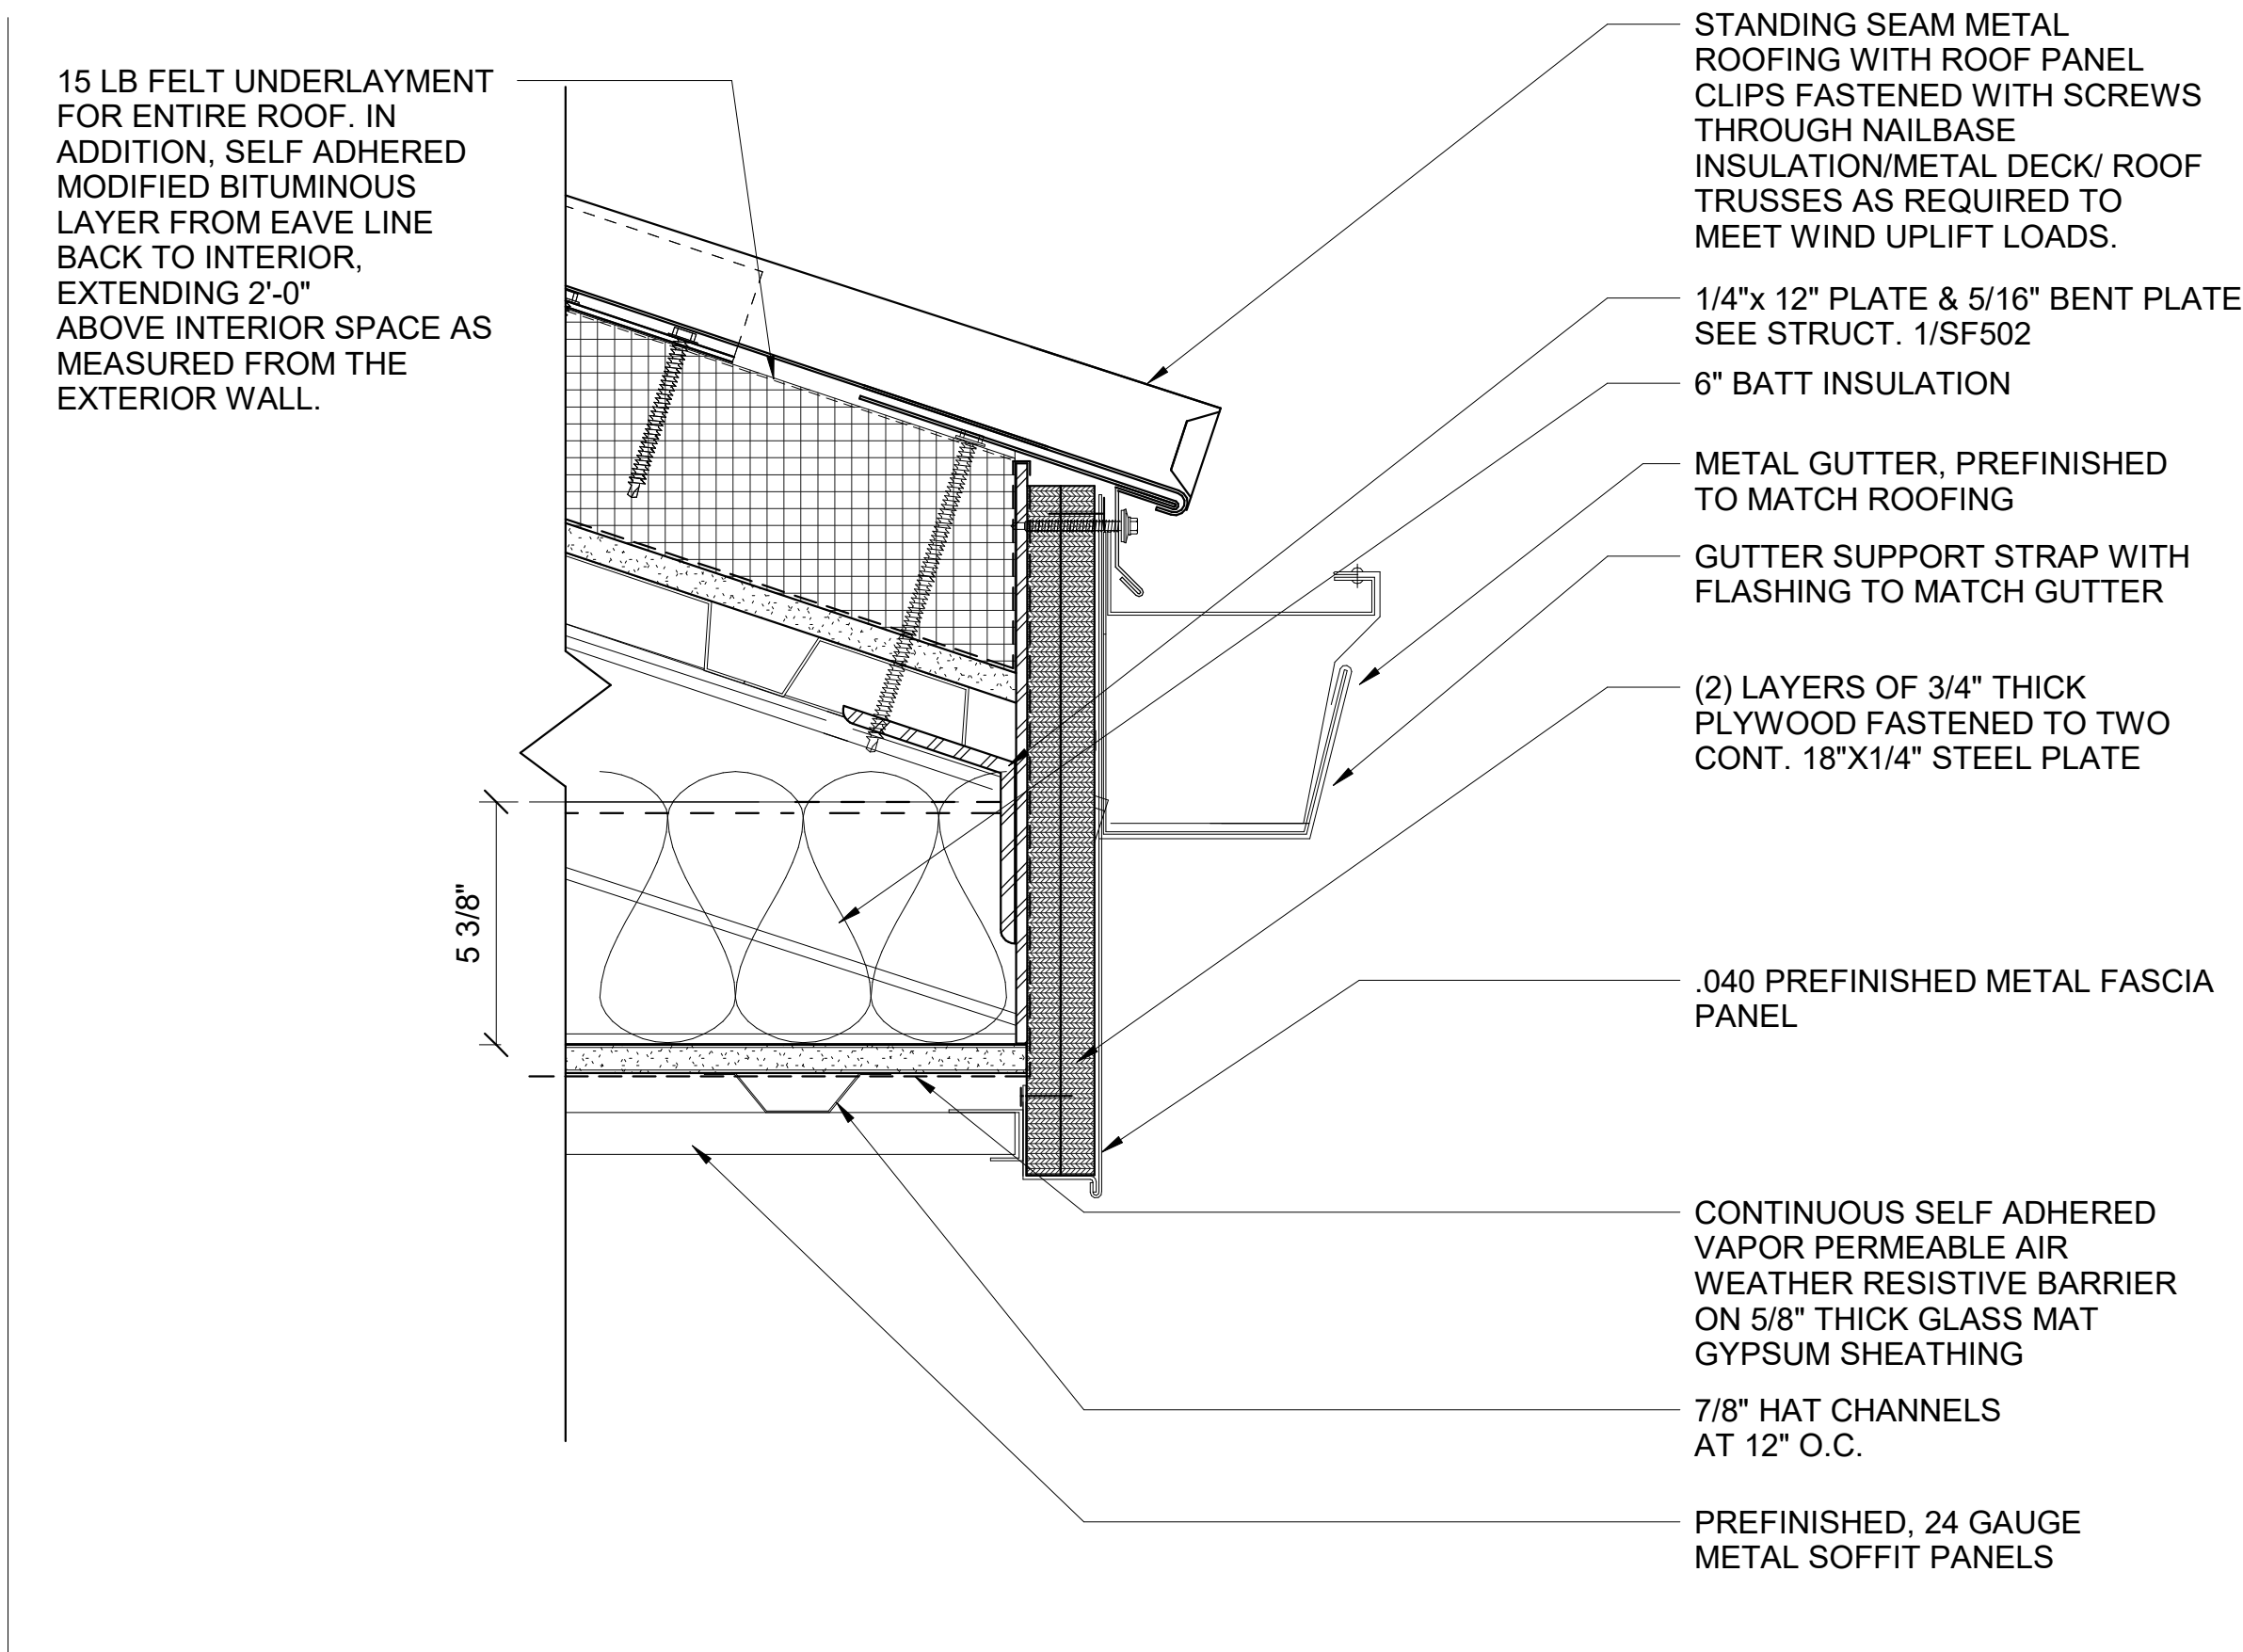 15 LB FELT UNDERLAYMENT
FOR ENTIRE ROOF. IN
ADDITION, SELF ADHERED
MODIFIED BITUMINOUS
LAYER FROM EAVE LINE
BACK TO INTERIOR,
EXTENDING 2'-0"
ABOVE INTERIOR SPACE AS
MEASURED FROM THE
EXTERIOR WALL.
5 3/8"
STANDING SEAM METAL
ROOFING WITH ROOF PANEL
CLIPS FASTENED WITH SCREWS
THROUGH NAILBASE
INSULATION/METAL DECK/ ROOF
TRUSSES AS REQUIRED TO
MEET WIND UPLIFT LOADS.
1/4"x 12" PLATE & 5/16" BENT PLATE
SEE STRUCT. 1/SF502
6" BATT INSULATION
METAL GUTTER, PREFINISHED
TO MATCH ROOFING
GUTTER SUPPORT STRAP WITH
FLASHING TO MATCH GUTTER
(2) LAYERS OF 3/4" THICK
PLYWOOD FASTENED TO TWO
CONT. 18"X1/4" STEEL PLATE
.040 PREFINISHED METAL FASCIA
PANEL
CONTINUOUS SELF ADHERED
VAPOR PERMEABLE AIR
WEATHER RESISTIVE BARRIER
ON 5/8" THICK GLASS MAT
GYPSUM SHEATHING
7/8" HAT CHANNELS
AT 12" O.C.
PREFINISHED, 24 GAUGE
METAL SOFFIT PANELS